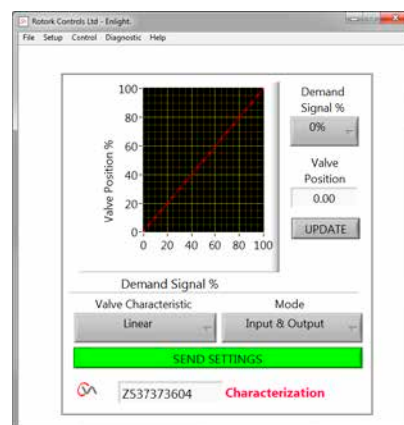 Rotork Controls Ltd - Enlight.
File Setup Control Diagnostic Help
Demand
Signal %
0%
Valve
Position
0.00
UPDATE
Valve Position %
100
80
60
40
20
0
0 20 40 60 80 100
Demand Signal %
Valve Characteristic Mode
Linear Input & Output
SEND SETTINGS
ZS37373604 Characterization